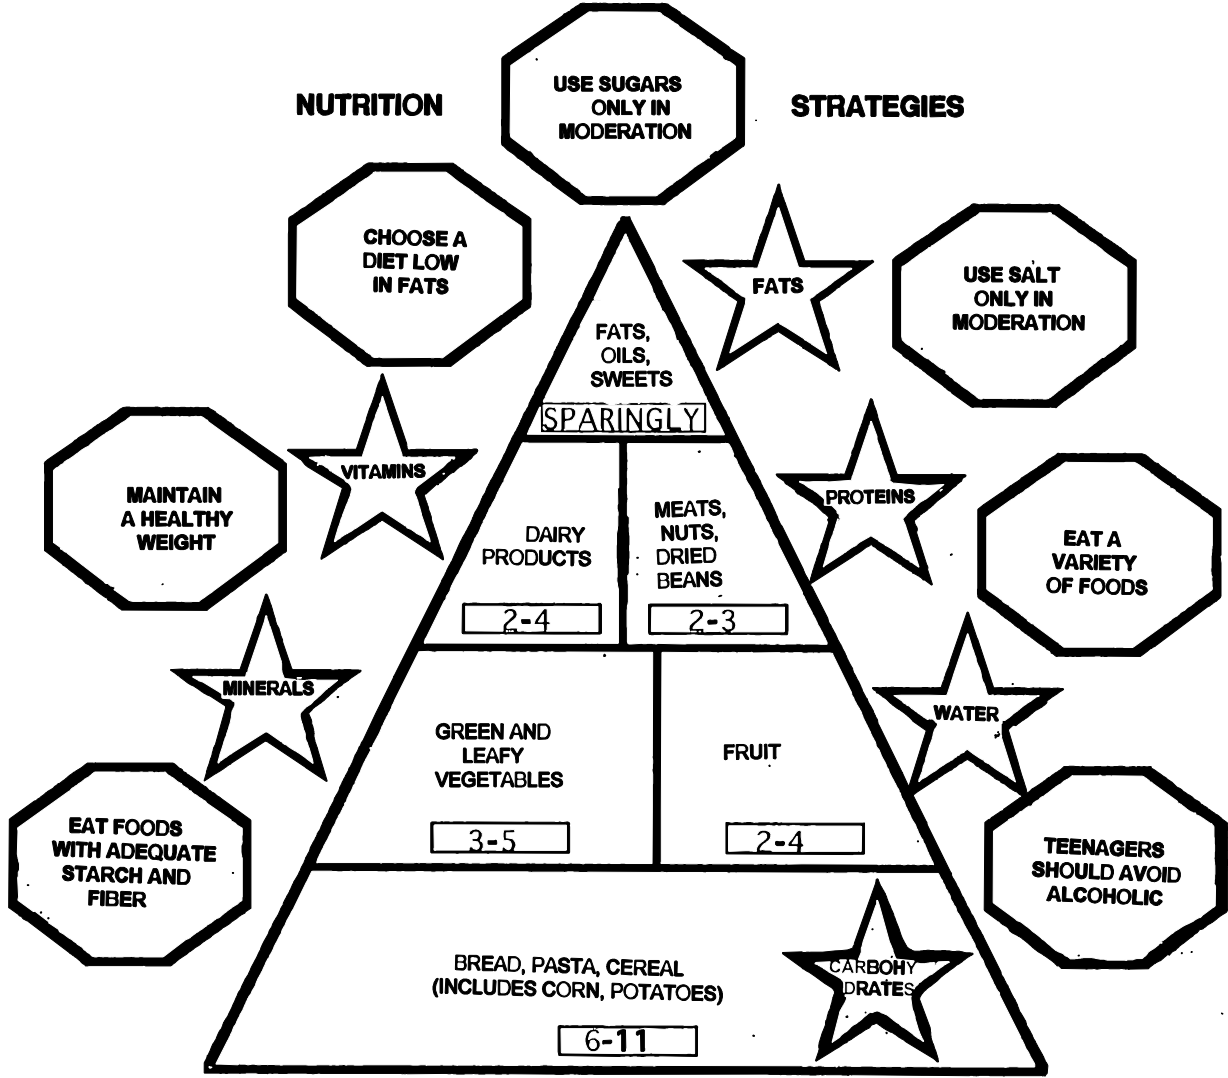 NUTRITION
STRATEGIES
USE SUGARS
ONLY IN
MODERATION
CHOOSE A
DIET LOW
IN FATS
FATS
USE SALT
ONLY IN
MODERATION
FATS,
OILS,
SWEETS
SPARINGLY
MAINTAIN
A HEALTHY
WEIGHT
VITAMINS
DAIRY
PRODUCTS
2-4
MEATS,
NUTS,
DRIED
BEANS
2-3
PROTEINS
EAT A
VARIETY
OF FOODS
MINERALS
GREEN AND
LEAFY
VEGETABLES
3-5
FRUIT
2-4
WATER
EAT FOODS
WITH ADEQUATE
STARCH AND
FIBER
TEENAGERS
SHOULD AVOID
ALCOHOLIC
BREAD, PASTA, CEREAL
(INCLUDES CORN, POTATOES)
6-11
CARBOHY
DRATES